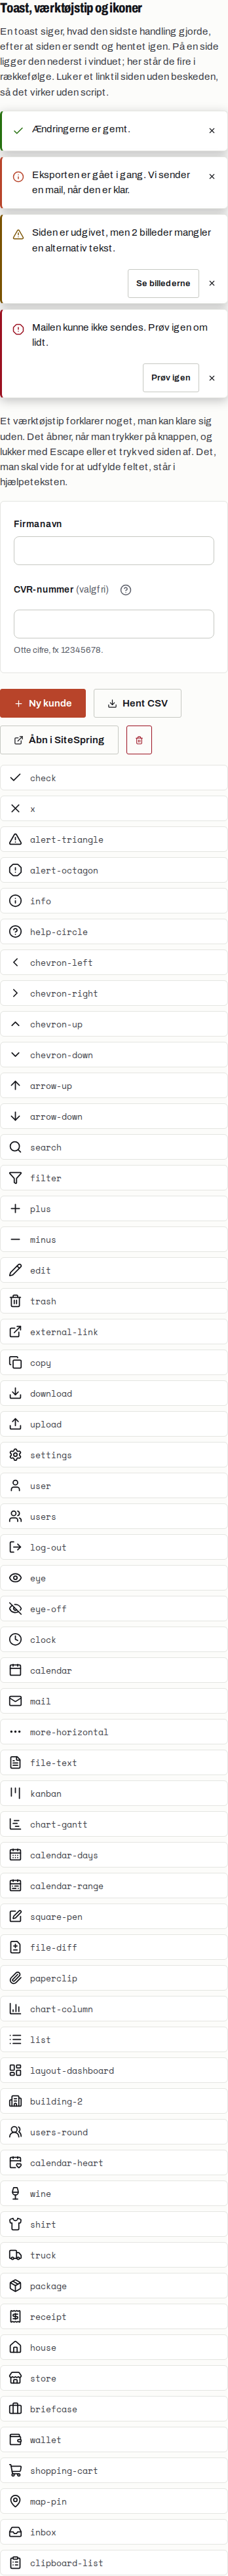 Toast, værktøjstip og ikoner
En toast siger, hvad den sidste handling gjorde,
efter at siden er sendt og hentet igen. På en side
ligger den nederst i vinduet; her står de fire i
rækkefølge. Luk er et link til siden uden beskeden,
så det virker uden script.
Ændringerne er gemt.
Eksporten er gået i gang. Vi sender
en mail, når den er klar.
Siden er udgivet, men 2 billeder mangler
en alternativ tekst.
Se billederne
Mailen kunne ikke sendes. Prøv igen om
lidt.
Prøv igen
Et værktøjstip forklarer noget, man kan klare sig
uden. Det åbner, når man trykker på knappen, og
lukker med Escape eller et tryk ved siden af. Det,
man skal vide for at udfylde feltet, står i
hjælpeteksten.
Firmanavn
CVR-nummer (valgfri)
Otte cifre, fx 12345678.
Ny kunde
Hent CSV
Åbn i SiteSpring
check
x
alert-triangle
alert-octagon
info
help-circle
chevron-left
chevron-right
chevron-up
chevron-down
arrow-up
arrow-down
search
filter
plus
minus
edit
trash
external-link
copy
download
upload
settings
user
users
log-out
eye
eye-off
clock
calendar
mail
more-horizontal
file-text
kanban
chart-gantt
calendar-days
calendar-range
square-pen
file-diff
paperclip
chart-column
list
layout-dashboard
building-2
users-round
calendar-heart
wine
shirt
truck
package
receipt
house
store
briefcase
wallet
shopping-cart
map-pin
inbox
clipboard-list